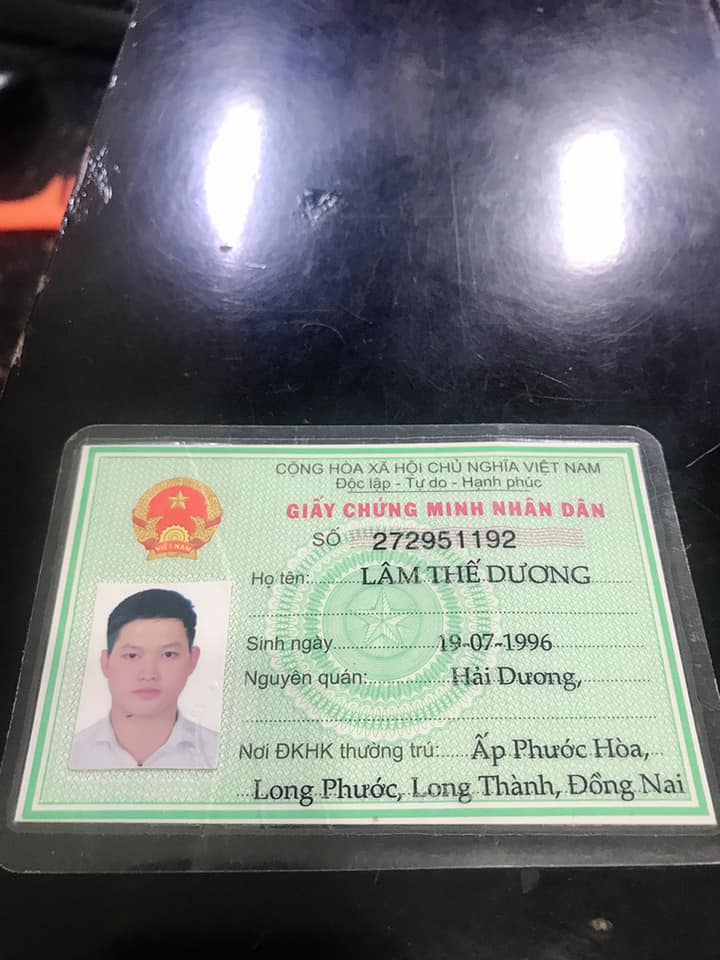 CỘNG HÒA XÃ HỘI CHỦ NGHĨA VIỆT NAM
Độc lập - Tự do - Hạnh phúc
GIẤY CHỨNG MINH NHÂN DÂN
SỐ 272951192
Họ tên: LÂM THẾ DƯƠNG
Sinh ngày 19-07-1996
Nguyên quán: Hải Dương,
Nơi ĐKHK thường trú: Ấp Phước Hòa,
Long Phước, Long Thành, Đồng Nai
VIỆT NAM